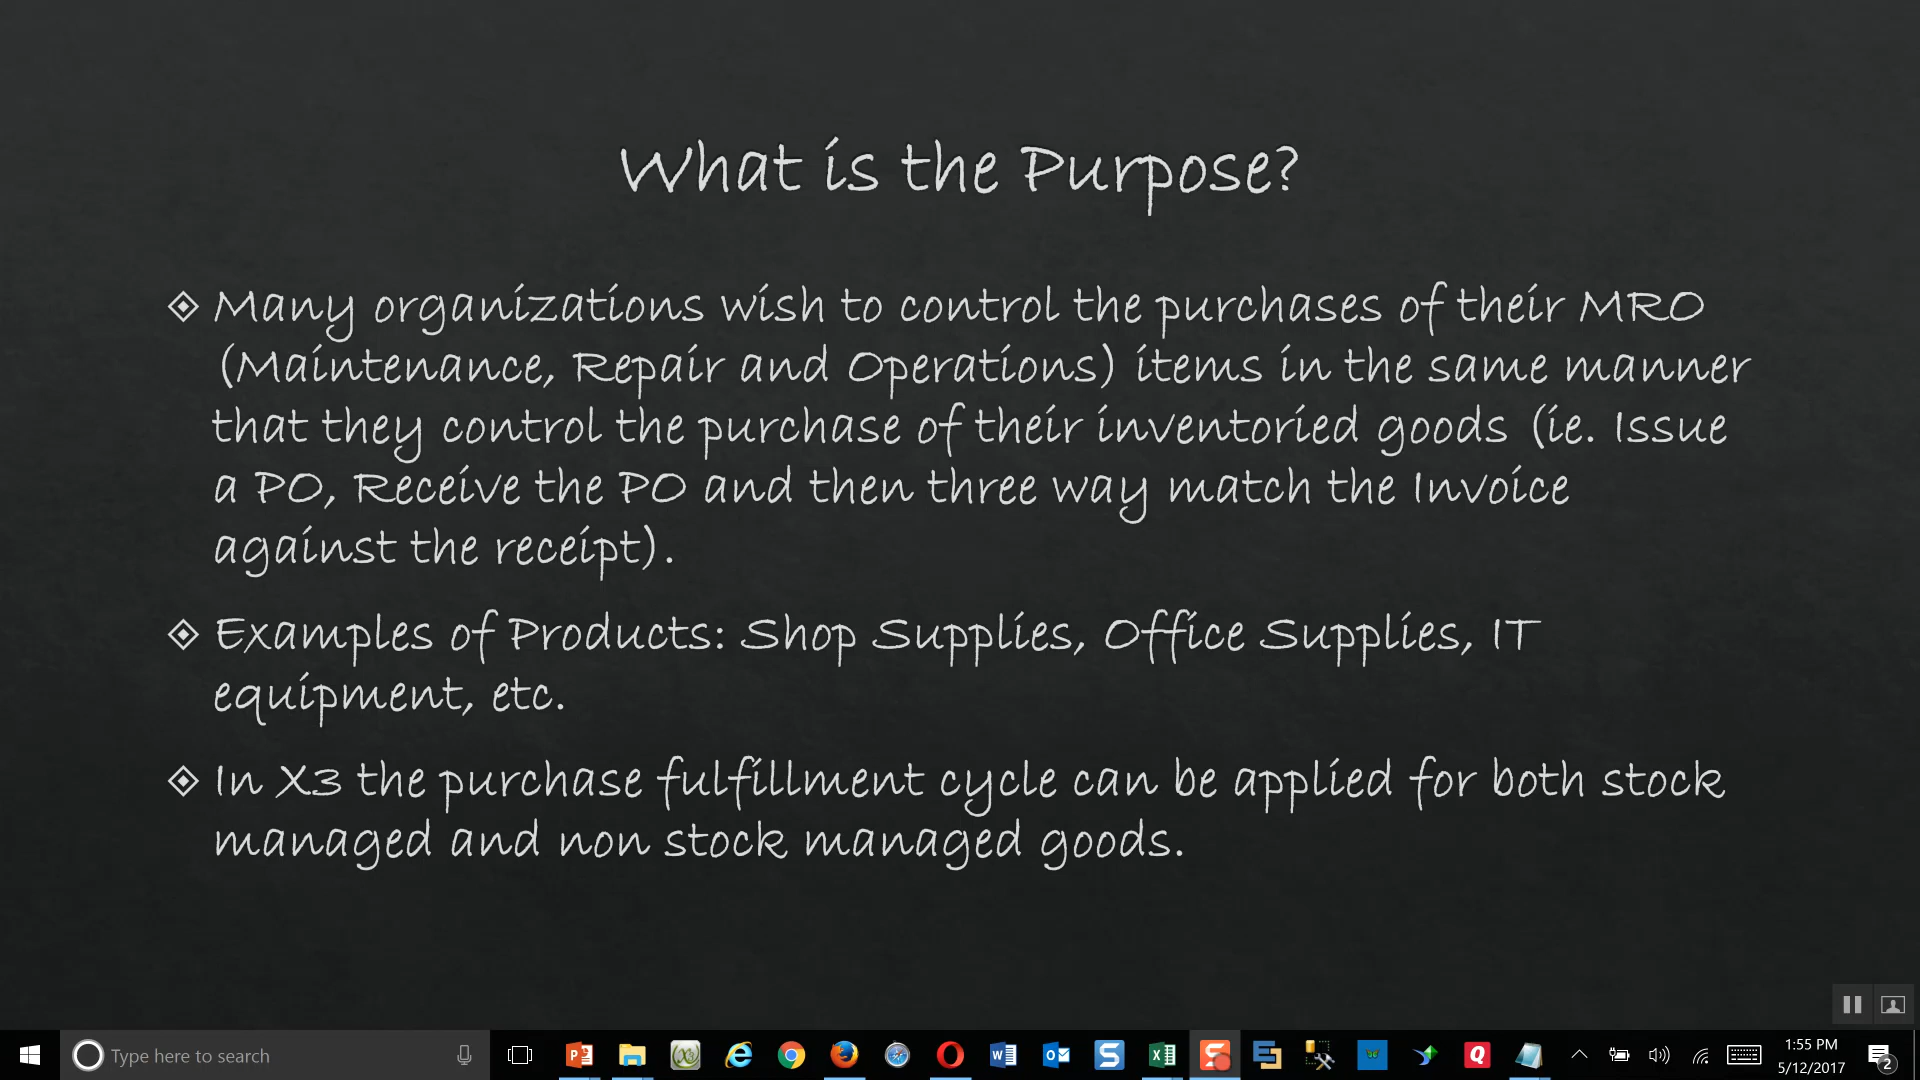 What is the Purpose?
Many organizations wish to control the purchases of their MRO
(Maintenance, Repair and Operations) items in the same manner
that they control the purchase of their inventoried goods (ie. Issue
a PO, Receive the PO and then three way match the Invoice
against the receipt).
Examples of Products: Shop Supplies, Office Supplies, IT
equipment, etc.
In X3 the purchase fulfillment cycle can be applied for both stock
managed and non stock managed goods.
Type here to search
1:55 PM
5/12/2017
2